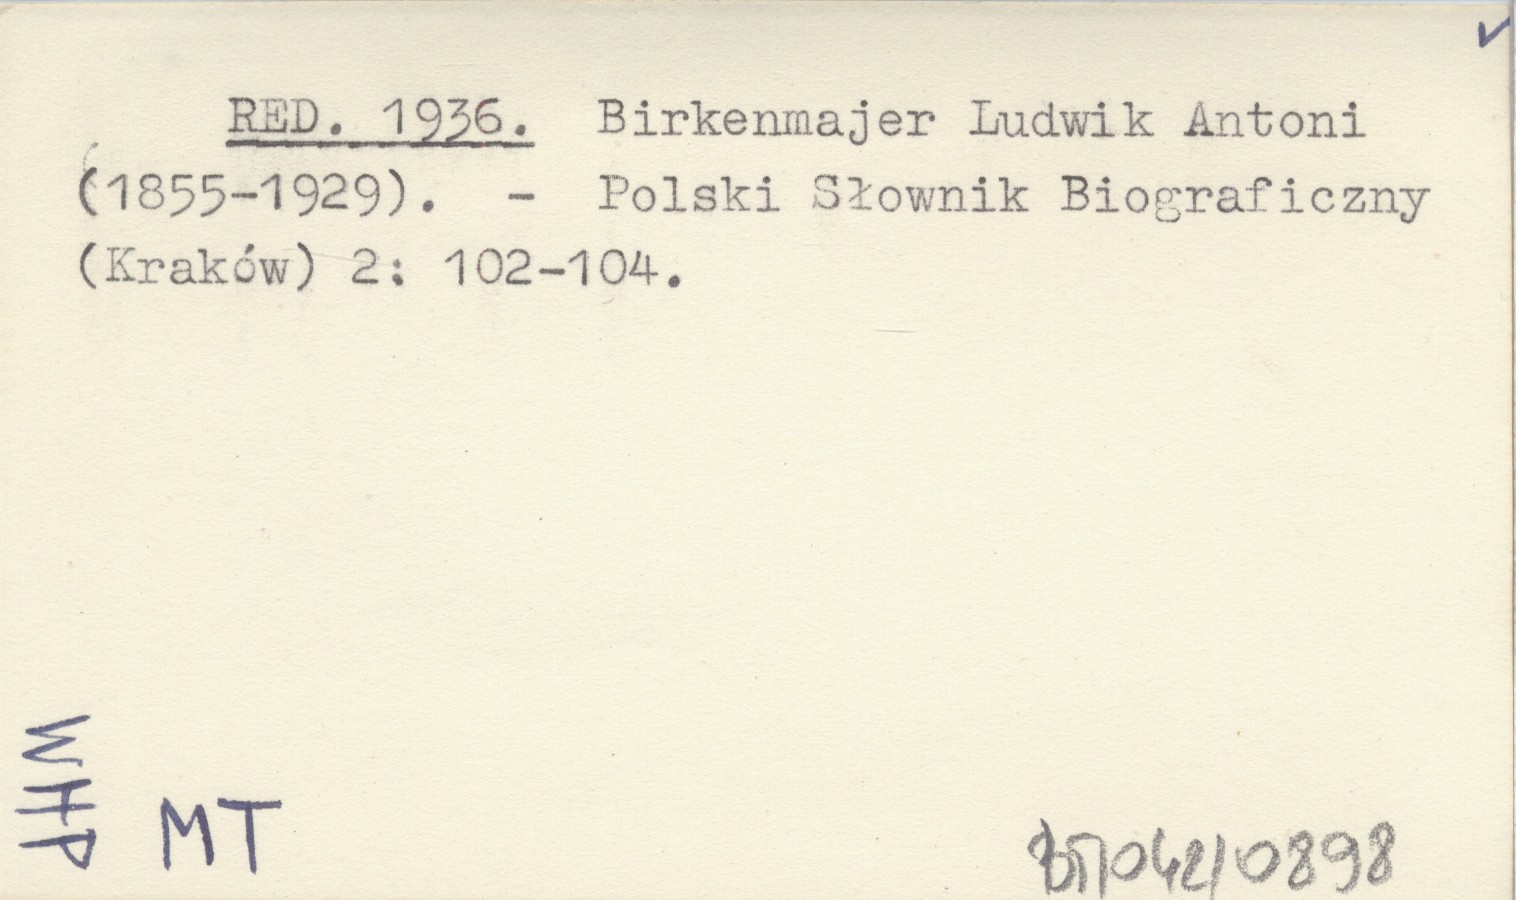 RED. 1936. Birkenmajer Ludwik Antoni
(1855-1929). - Polski Słownik Biograficzny
(Kraków) 2: 102-104.
WHP
MT